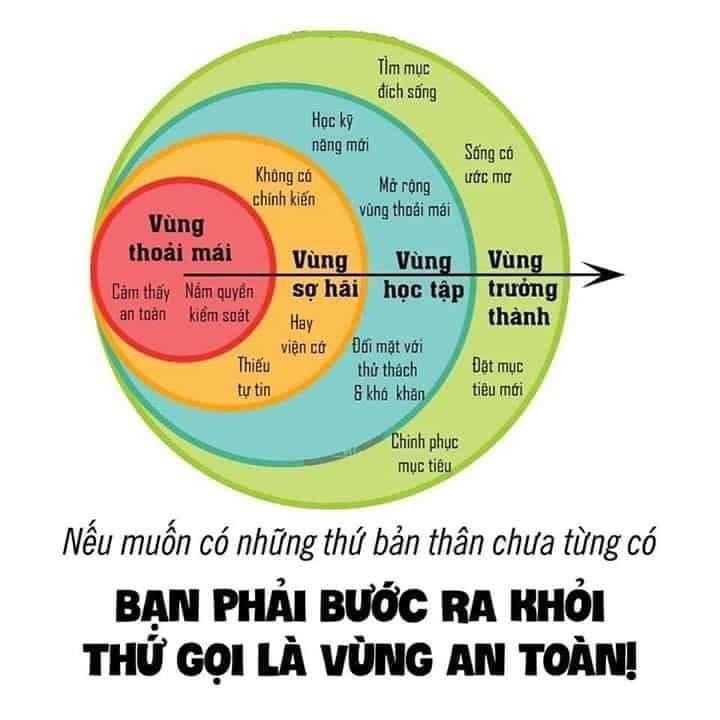 Tìm mục
đích sống
Học kỹ
năng mới
Sống có
ước mơ
Không có
chính kiến
Mở rộng
vùng thoải mái
Vùng
thoải mái
Vùng
sợ hãi
Vùng
học tập
Vùng
trưởng
thành
Cảm thấy
an toàn
Nắm quyền
kiểm soát
Hay
viện cớ
Thiếu
tự tin
Đối mặt với
thử thách
& khó khăn
Đặt mục
tiêu mới
Chinh phục
mục tiêu
Nếu muốn có những thứ bản thân chưa từng có
BẠN PHẢI BƯỚC RA KHỎI
THỨ GỌI LÀ VÙNG AN TOÀN!